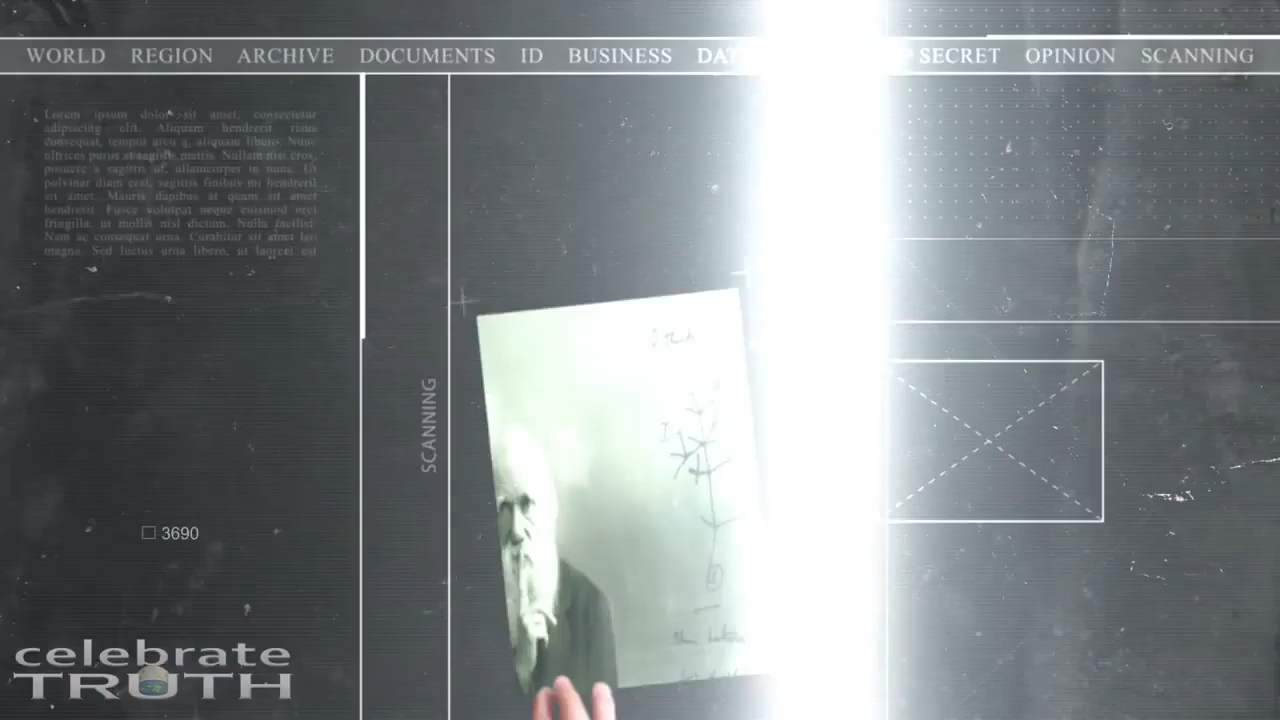 WORLD REGION ARCHIVE DOCUMENTS ID BUSINESS DAT P SECRET OPINION SCANNING
Lorem ipsum dolor sit amet, consectetur
adipiscing elit. Aliquam hendrerit risus
consequat, tempor arcu a, aliquam libero. Nunc
ultrices purus at sagittis mattis. Nullam nisi eros,
posuere a sagittis ut, ullamcorper in nunc. Ut
pulvinar diam erat, sagittis finibus mi hendrerit
sit amet. Mauris dapibus at quam sit amet
hendrerit. Fusce volutpat neque euismod orci
fringilla, ut mollis nisl dictum. Nulla facilisi.
Nam ac consequat urna. Curabitur sit amet leo
magna. Sed luctus urna libero, ut laoreet est
I think
SCANNING
3690
celebrate
TRUTH